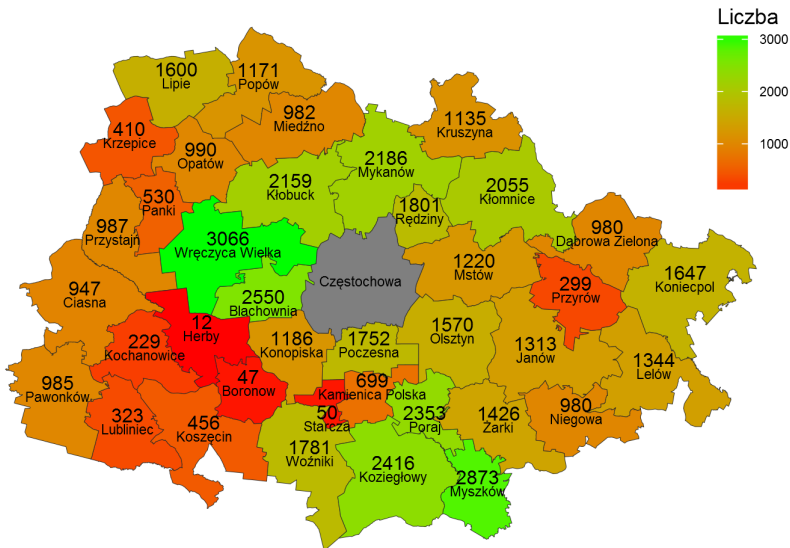 Liczba
3000
2000
1000
1600
Lipie
1171
Popów
982
Miedźno
1135
Kruszyna
410
Krzepice
990
Opatów
2186
Mykanów
2159
Kłobuck
2055
Kłomnice
530
Panki
1801
Rędziny
987
Przystajń
980
Dąbrowa Zielona
3066
Wręczyca Wielka
1220
Mstów
1647
Koniecpol
299
Przyrów
Częstochowa
947
Ciasna
2550
Blachownia
12
Herby
1570
Olsztyn
229
Kochanowice
1186
Konopiska
1752
Poczesna
1313
Janów
1344
Lelów
985
Pawonków
47
Boronow
699
Kamienica Polska
323
Lubliniec
456
Koszęcin
50
Starcza
2353
Poraj
1426
Żarki
980
Niegowa
1781
Woźniki
2416
Koziegłowy
2873
Myszków